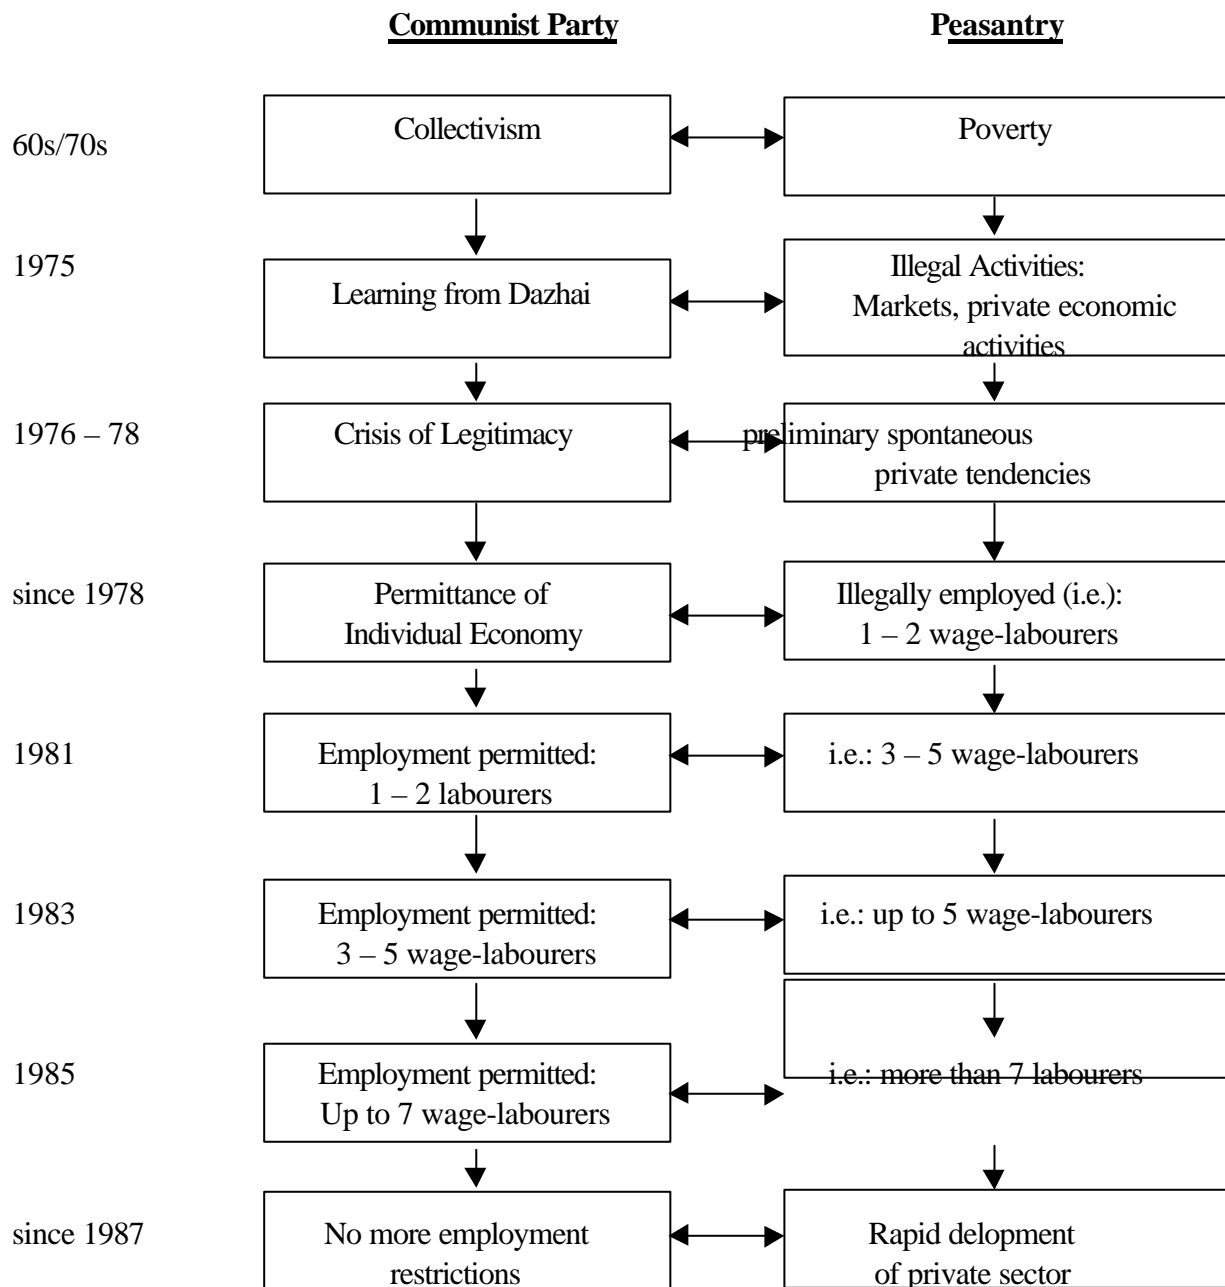 Communist Party
Peasantry
60s/70s
Collectivism
Poverty
1975
Learning from Dazhai
Illegal Activities:
Markets, private economic
activities
1976 – 78
Crisis of Legitimacy
preliminary spontaneous
private tendencies
since 1978
Permittance of
Individual Economy
Illegally employed (i.e.):
1 – 2 wage-labourers
1981
Employment permitted:
1 – 2 labourers
i.e.: 3 – 5 wage-labourers
1983
Employment permitted:
3 – 5 wage-labourers
i.e.: up to 5 wage-labourers
1985
Employment permitted:
Up to 7 wage-labourers
i.e.: more than 7 labourers
since 1987
No more employment
restrictions
Rapid delopment
of private sector